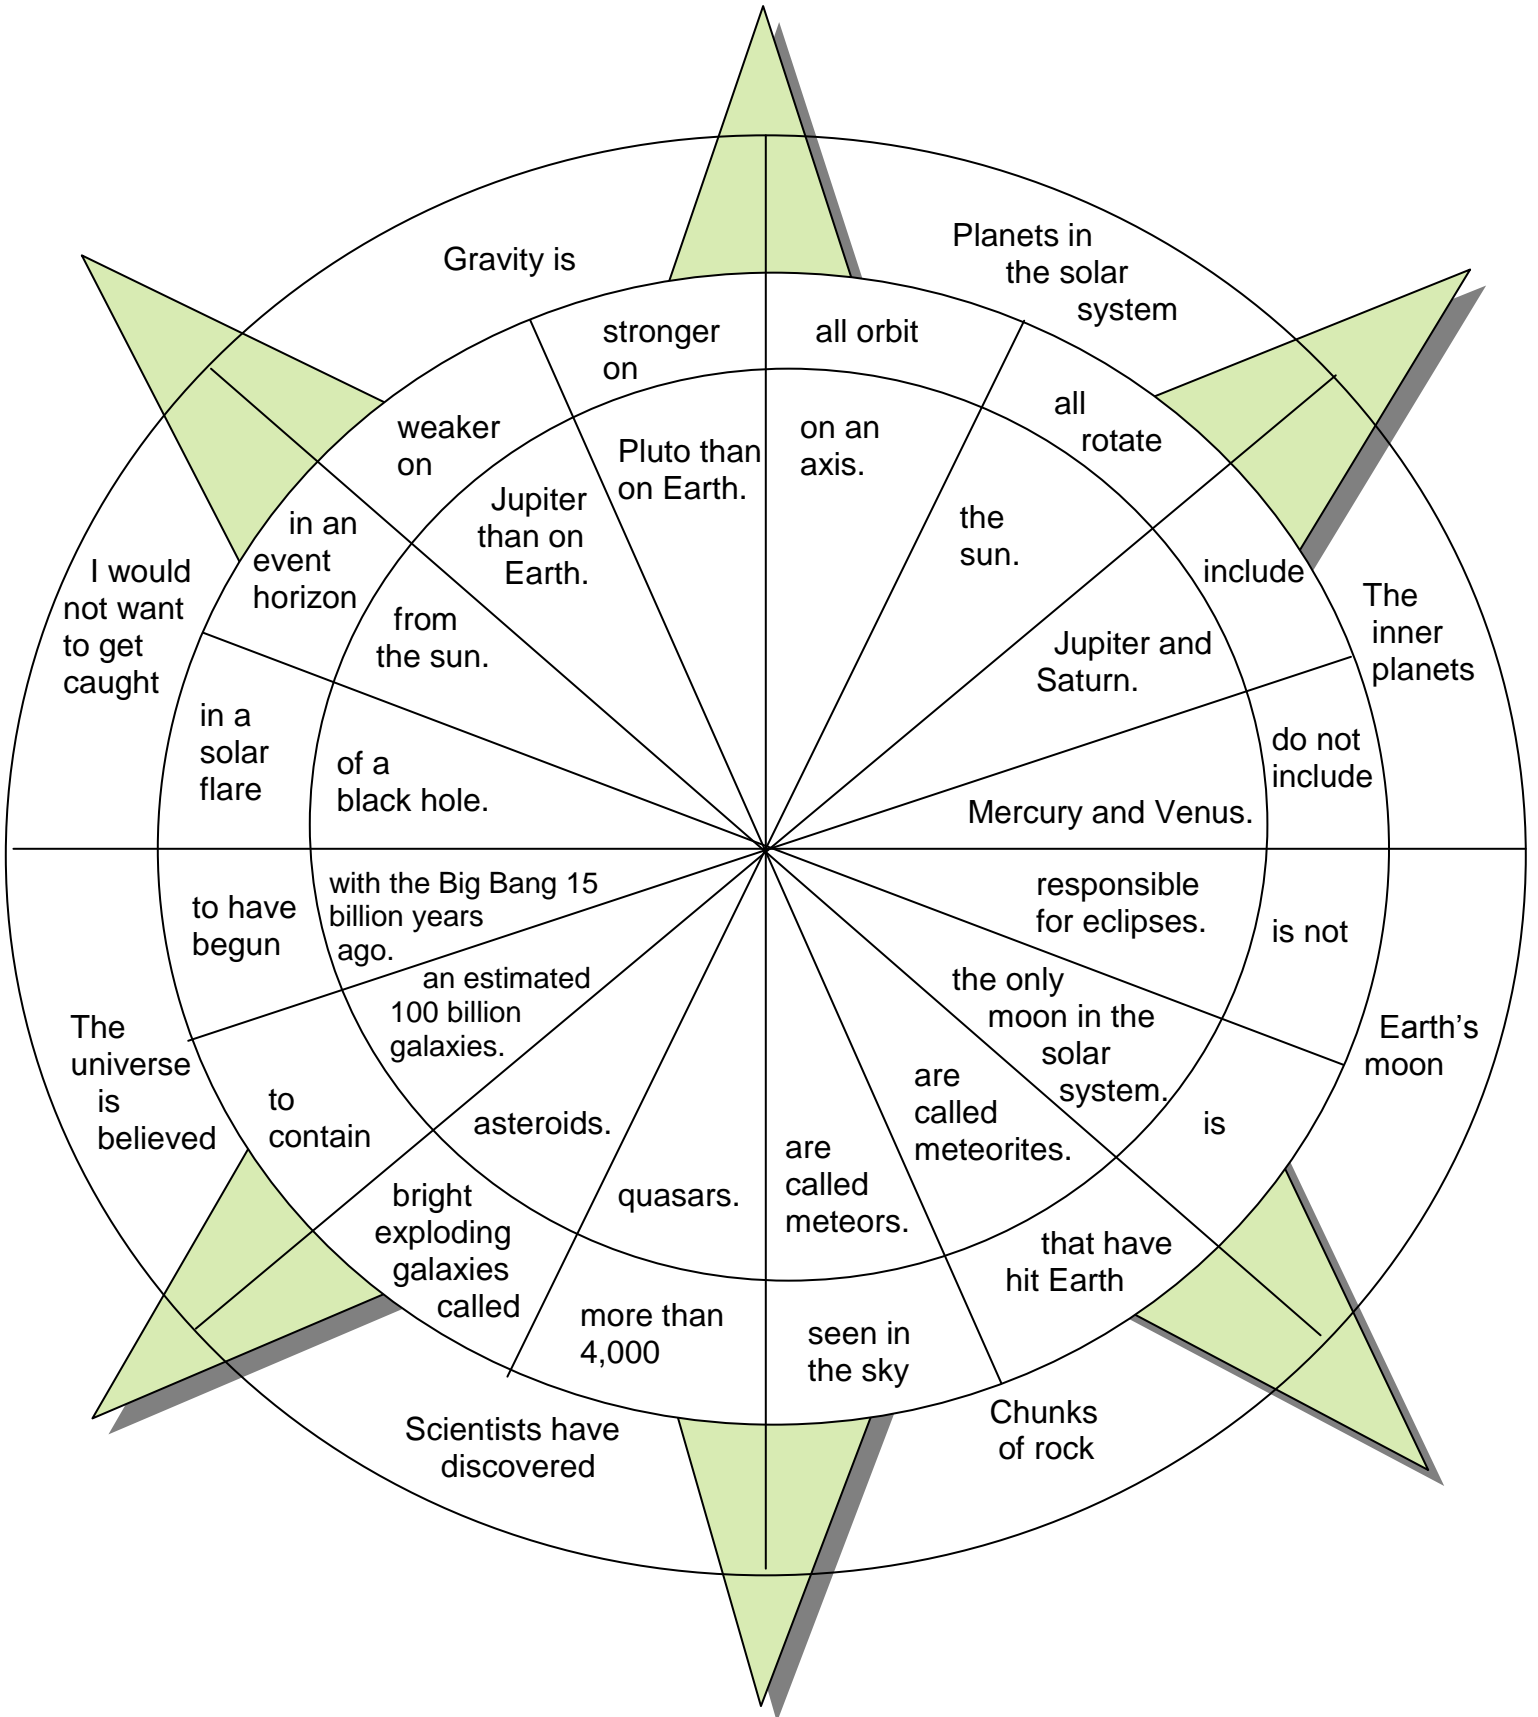 Gravity is
Planets in
the solar
system
stronger
on
all orbit
weaker
on
all
rotate
Pluto than
on Earth.
on an
axis.
Jupiter
than on
Earth.
the
sun.
in an
event
horizon
I would
not want
to get
caught
from
the sun.
include
The
inner
planets
Jupiter and
Saturn.
in a
solar
flare
of a
black hole.
do not
include
Mercury and Venus.
to have
begun
with the Big Bang 15
billion years
ago.
responsible
for eclipses.
is not
The
universe
is
believed
an estimated
100 billion
galaxies.
the only
moon in the
solar
system.
Earth’s
moon
to
contain
asteroids.
are
called
meteorites.
is
bright
exploding
galaxies
called
quasars.
are
called
meteors.
that have
hit Earth
more than
4,000
seen in
the sky
Scientists have
discovered
Chunks
of rock